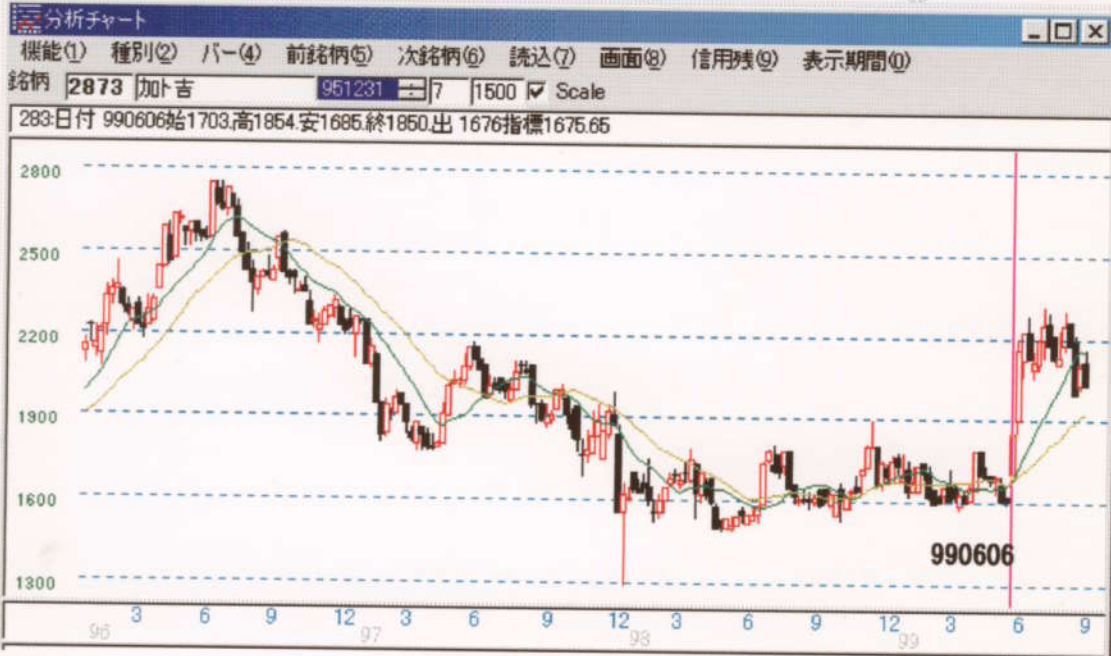 分析チャート
機能(1) 種別(2) バー(4) 前銘柄(5) 次銘柄(6) 読込(7) 画面(8) 信用残(9) 表示期間(0)
銘柄 2873 加ト吉 951231 7 1500 Scale
283:日付 990606始1703.高1854.安1685.終1850.出 1676指標1675.65
2800
2500
2200
1900
1600
1300
990606
3 6 9 12 3 6 9 12 3 6 9 12 3 6 9
96 97 98 99